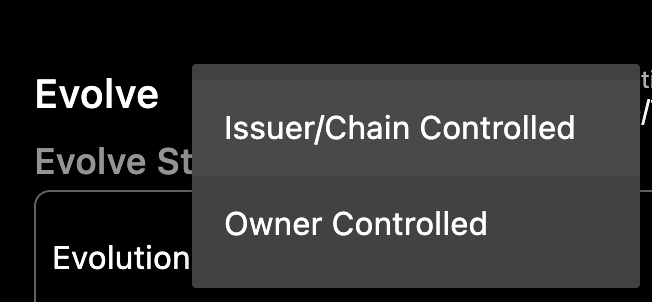 Evolve
Issuer/Chain Controlled
Evolve St
Owner Controlled
Evolution